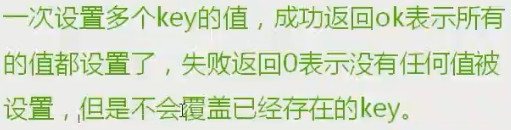 一次设置多个key的值，成功返回ok表示所有
的值都设置了，失败返回0表示没有任何值被
设置，但是不会覆盖已经存在的key。